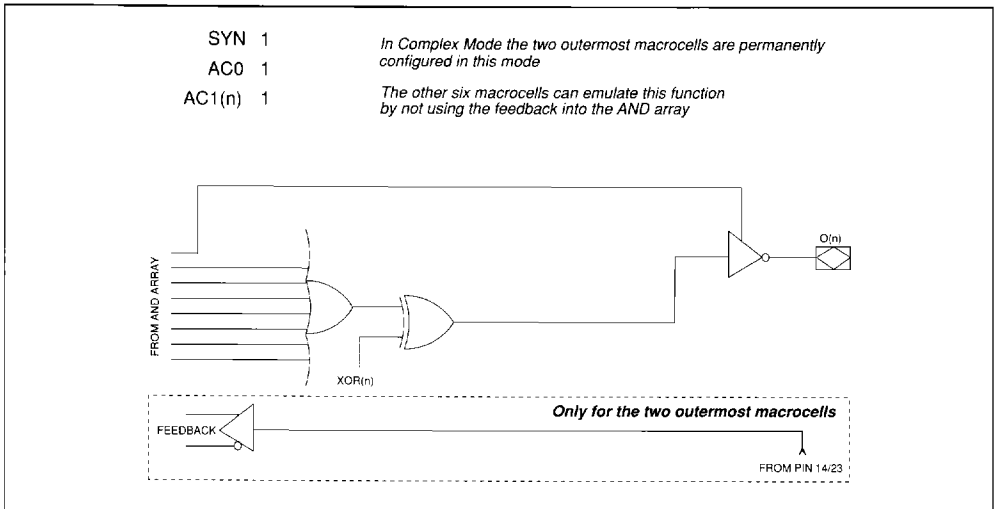 SYN 1
AC0 1
AC1(n) 1
In Complex Mode the two outermost macrocells are permanently
configured in this mode
The other six macrocells can emulate this function
by not using the feedback into the AND array
O(n)
FROM AND ARRAY
XOR(n)
Only for the two outermost macrocells
FEEDBACK
FROM PIN 14/23